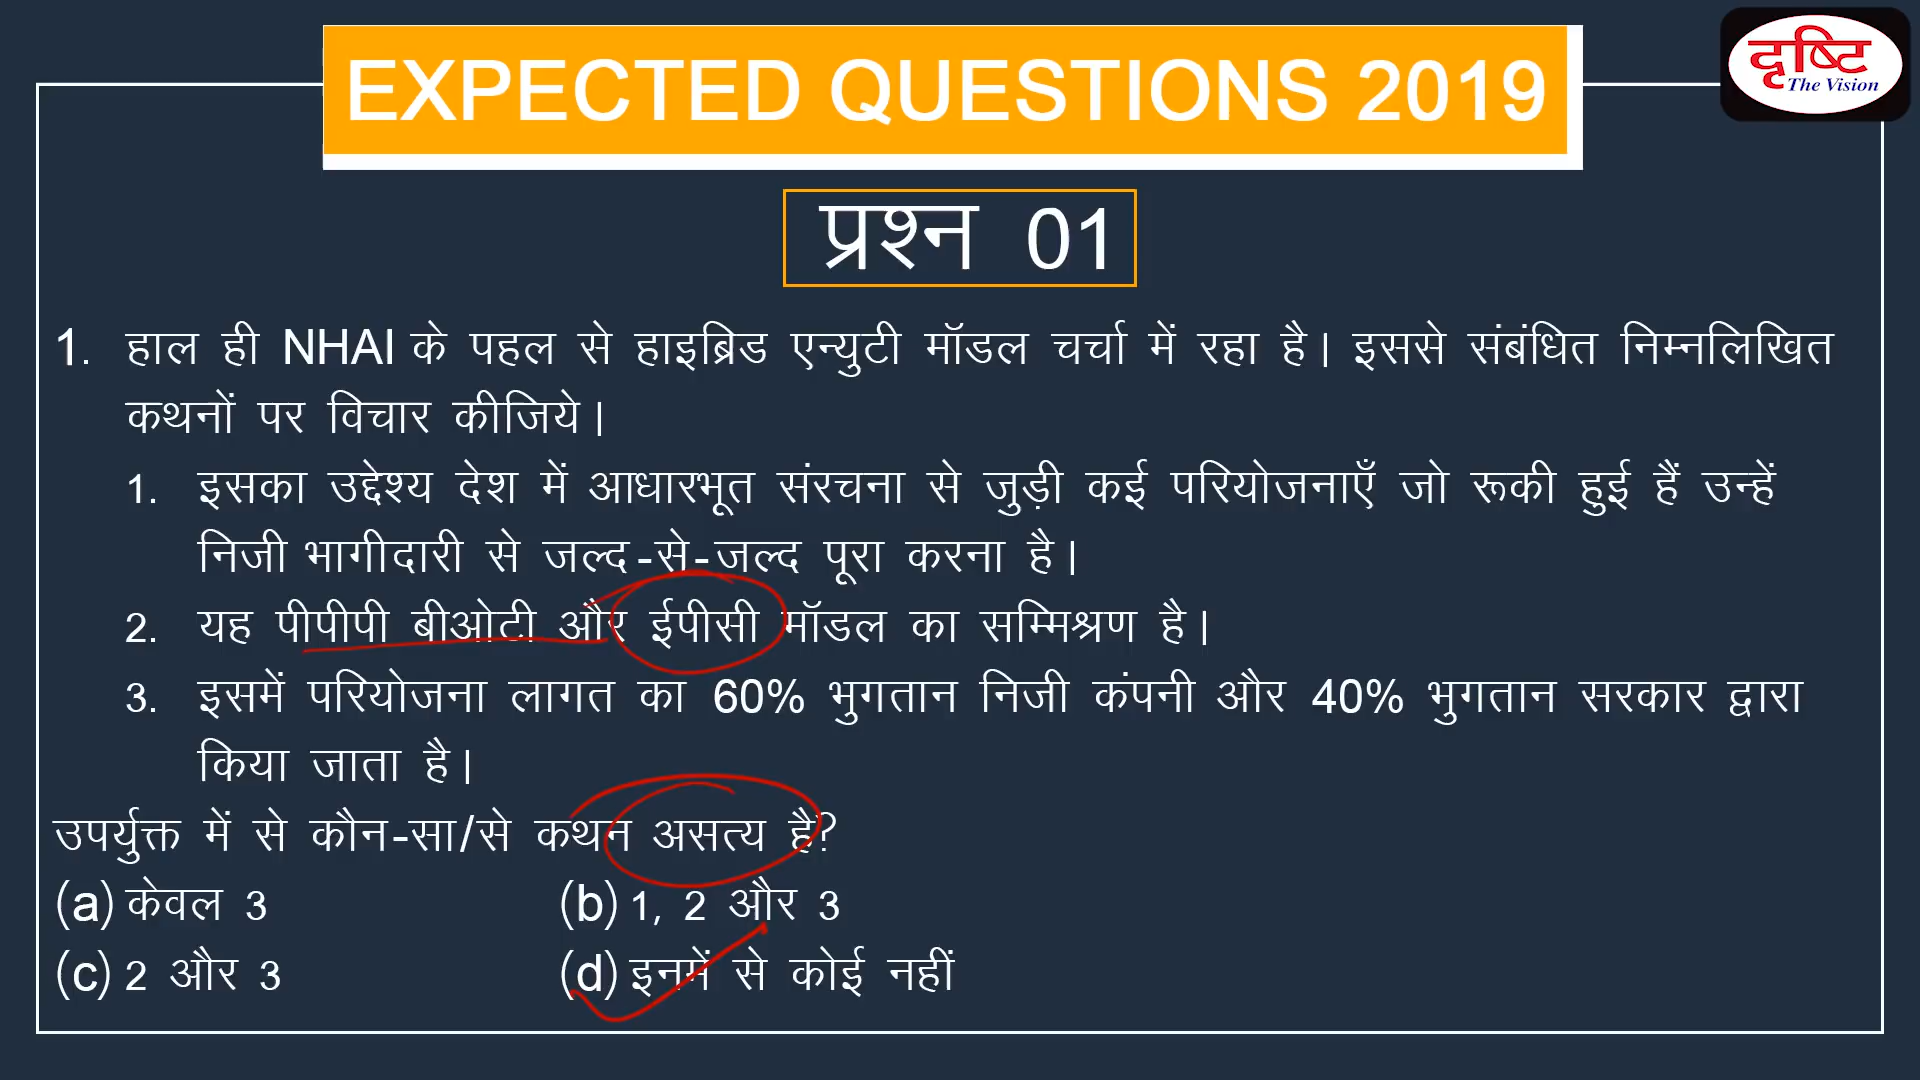 EXPECTED QUESTIONS 2019
दृष्टि
The Vision
प्रश्न 01
1. हाल ही NHAI के पहल से हाइब्रिड एन्युटी मॉडल चर्चा में रहा है। इससे संबंधित निम्नलिखित
कथनों पर विचार कीजिये।
1. इसका उद्देश्य देश में आधारभूत संरचना से जुड़ी कई परियोजनाएँ जो रूकी हुई हैं उन्हें
निजी भागीदारी से जल्द-से-जल्द पूरा करना है।
2. यह पीपीपी बीओटी और ईपीसी मॉडल का सम्मिश्रण है।
3. इसमें परियोजना लागत का 60% भुगतान निजी कंपनी और 40% भुगतान सरकार द्वारा
किया जाता है।
उपर्युक्त में से कौन-सा/से कथन असत्य है?
(a) केवल 3 (b) 1, 2 और 3
(c) 2 और 3 (d) इनमें से कोई नहीं